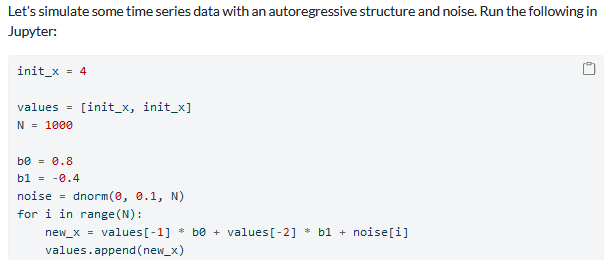 Let's simulate some time series data with an autoregressive structure and noise. Run the following in
Jupyter:
init_x = 4
values = [init_x, init_x]
N = 1000
b0 = 0.8
b1 = -0.4
noise = dnorm(0, 0.1, N)
for i in range(N):
    new_x = values[-1] * b0 + values[-2] * b1 + noise[i]
    values.append(new_x)